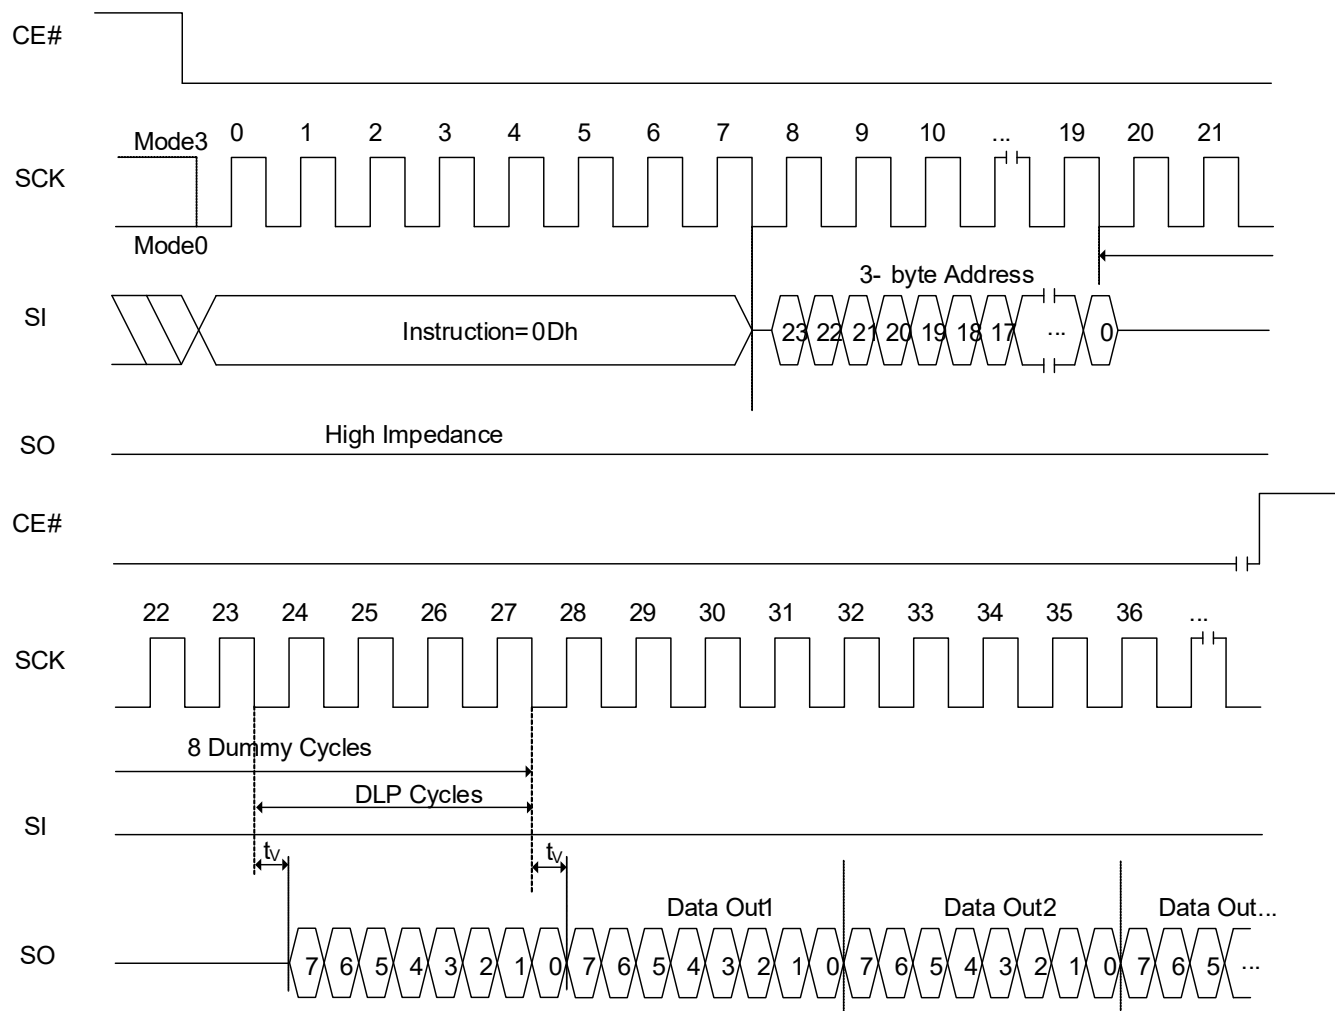 CE#
0 1 2 3 4 5 6 7 8 9 10 ... 19 20 21
Mode3
SCK
Mode0
3- byte Address
SI
Instruction=0Dh 23 22 21 20 19 18 17 ... 0
High Impedance
SO
CE#
22 23 24 25 26 27 28 29 30 31 32 33 34 35 36 ...
SCK
8 Dummy Cycles
DLP Cycles
SI
tV tV
Data Out1 Data Out2 Data Out...
SO
7 6 5 4 3 2 1 0 7 6 5 4 3 2 1 0 7 6 5 4 3 2 1 0 7 6 5 ...